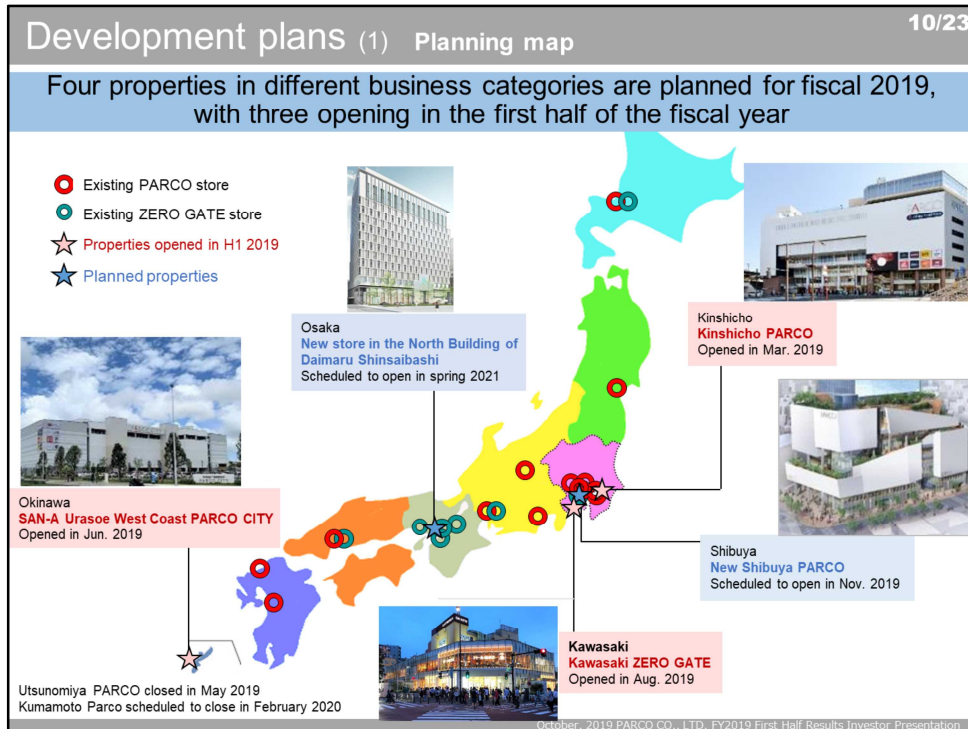 Development plans (1) Planning map
10/23
Four properties in different business categories are planned for fiscal 2019,
with three opening in the first half of the fiscal year
Existing PARCO store
Existing ZERO GATE store
Properties opened in H1 2019
Planned properties
Osaka
New store in the North Building of
Daimaru Shinsaibashi
Scheduled to open in spring 2021
Kinshicho
Kinshicho PARCO
Opened in Mar. 2019
Okinawa
SAN-A Urasoe West Coast PARCO CITY
Opened in Jun. 2019
Shibuya
New Shibuya PARCO
Scheduled to open in Nov. 2019
Kawasaki
Kawasaki ZERO GATE
Opened in Aug. 2019
Utsunomiya PARCO closed in May 2019
Kumamoto Parco scheduled to close in February 2020
October, 2019 PARCO CO., LTD. FY2019 First Half Results Investor Presentation